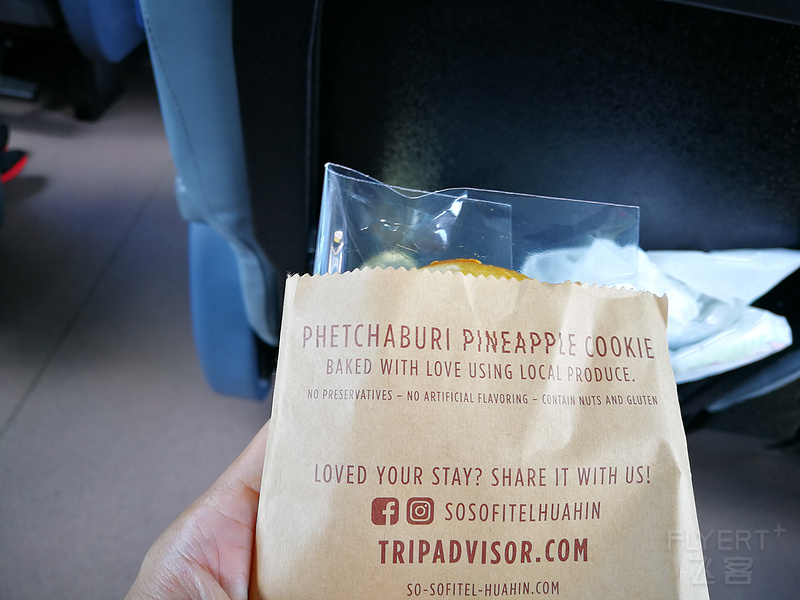 PHETCHABURI PINEAPPLE COOKIE
BAKED WITH LOVE USING LOCAL PRODUCE.
NO PRESERVATIVES – NO ARTIFICIAL FLAVORING – CONTAIN NUTS AND GLUTEN
LOVED YOUR STAY? SHARE IT WITH US!
SOSOFITELHUAHIN
TRIPADVISOR.COM
SO-SOFITEL-HUAHIN.COM
FLYERT+
飞客